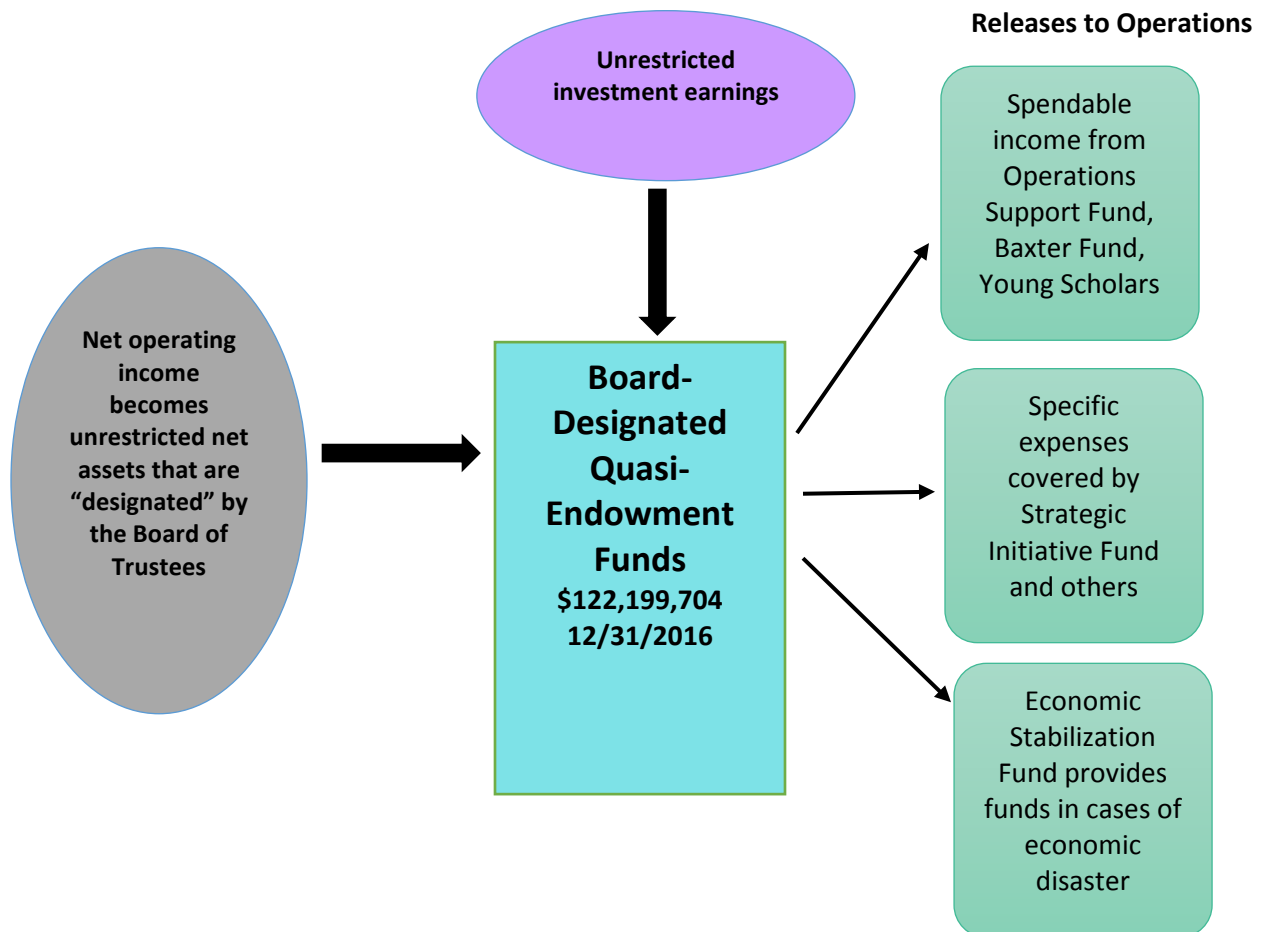 Releases to Operations
Unrestricted
investment earnings
Spendable
income from
Operations
Support Fund,
Baxter Fund,
Young Scholars
Net operating
income
becomes
unrestricted net
assets that are
“designated” by
the Board of
Trustees
Board-
Designated
Quasi-
Endowment
Funds
$122,199,704
12/31/2016
Specific
expenses
covered by
Strategic
Initiative Fund
and others
Economic
Stabilization
Fund provides
funds in cases of
economic
disaster